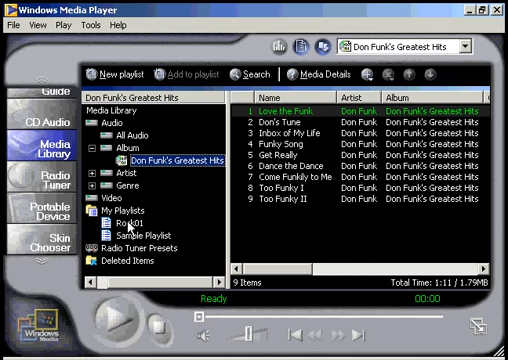 Windows Media Player
File View Play Tools Help
Don Funk's Greatest Hits
New playlist Add to playlist Search Media Details
Guide
CD Audio
Media Library
Radio Tuner
Portable Device
Skin Chooser
Don Funk's Greatest Hits
Media Library
Audio
All Audio
Album
Don Funk's Greatest Hits
Artist
Genre
Video
My Playlists
Rock01
Sample Playlist
Radio Tuner Presets
Deleted Items
Name Artist Album
1 Love the Funk Don Funk Don Funk's Greatest Hits
2 Don's Tune Don Funk Don Funk's Greatest Hits
3 Inbox of My Life Don Funk Don Funk's Greatest Hits
4 Funky Song Don Funk Don Funk's Greatest Hits
5 Get Really Don Funk Don Funk's Greatest Hits
6 Dance the Dance Don Funk Don Funk's Greatest Hits
7 Come Funkily to Me Don Funk Don Funk's Greatest Hits
8 Too Funky I Don Funk Don Funk's Greatest Hits
9 Too Funky II Don Funk Don Funk's Greatest Hits
9 Items Total Time: 1:11 / 1.79MB
Ready 00:00
Windows Media